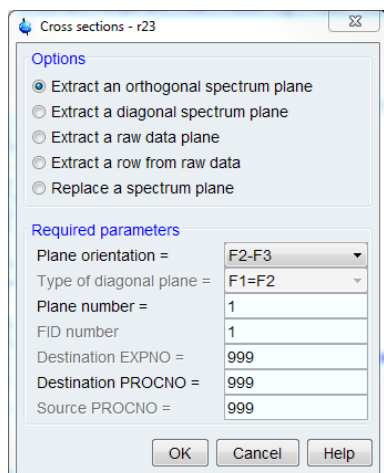 Cross sections - r23
Options
Extract an orthogonal spectrum plane
Extract a diagonal spectrum plane
Extract a raw data plane
Extract a row from raw data
Replace a spectrum plane
Required parameters
Plane orientation = F2-F3
Type of diagonal plane = F1=F2
Plane number = 1
FID number 1
Destination EXPNO = 999
Destination PROCNO = 999
Source PROCNO = 999
OK Cancel Help